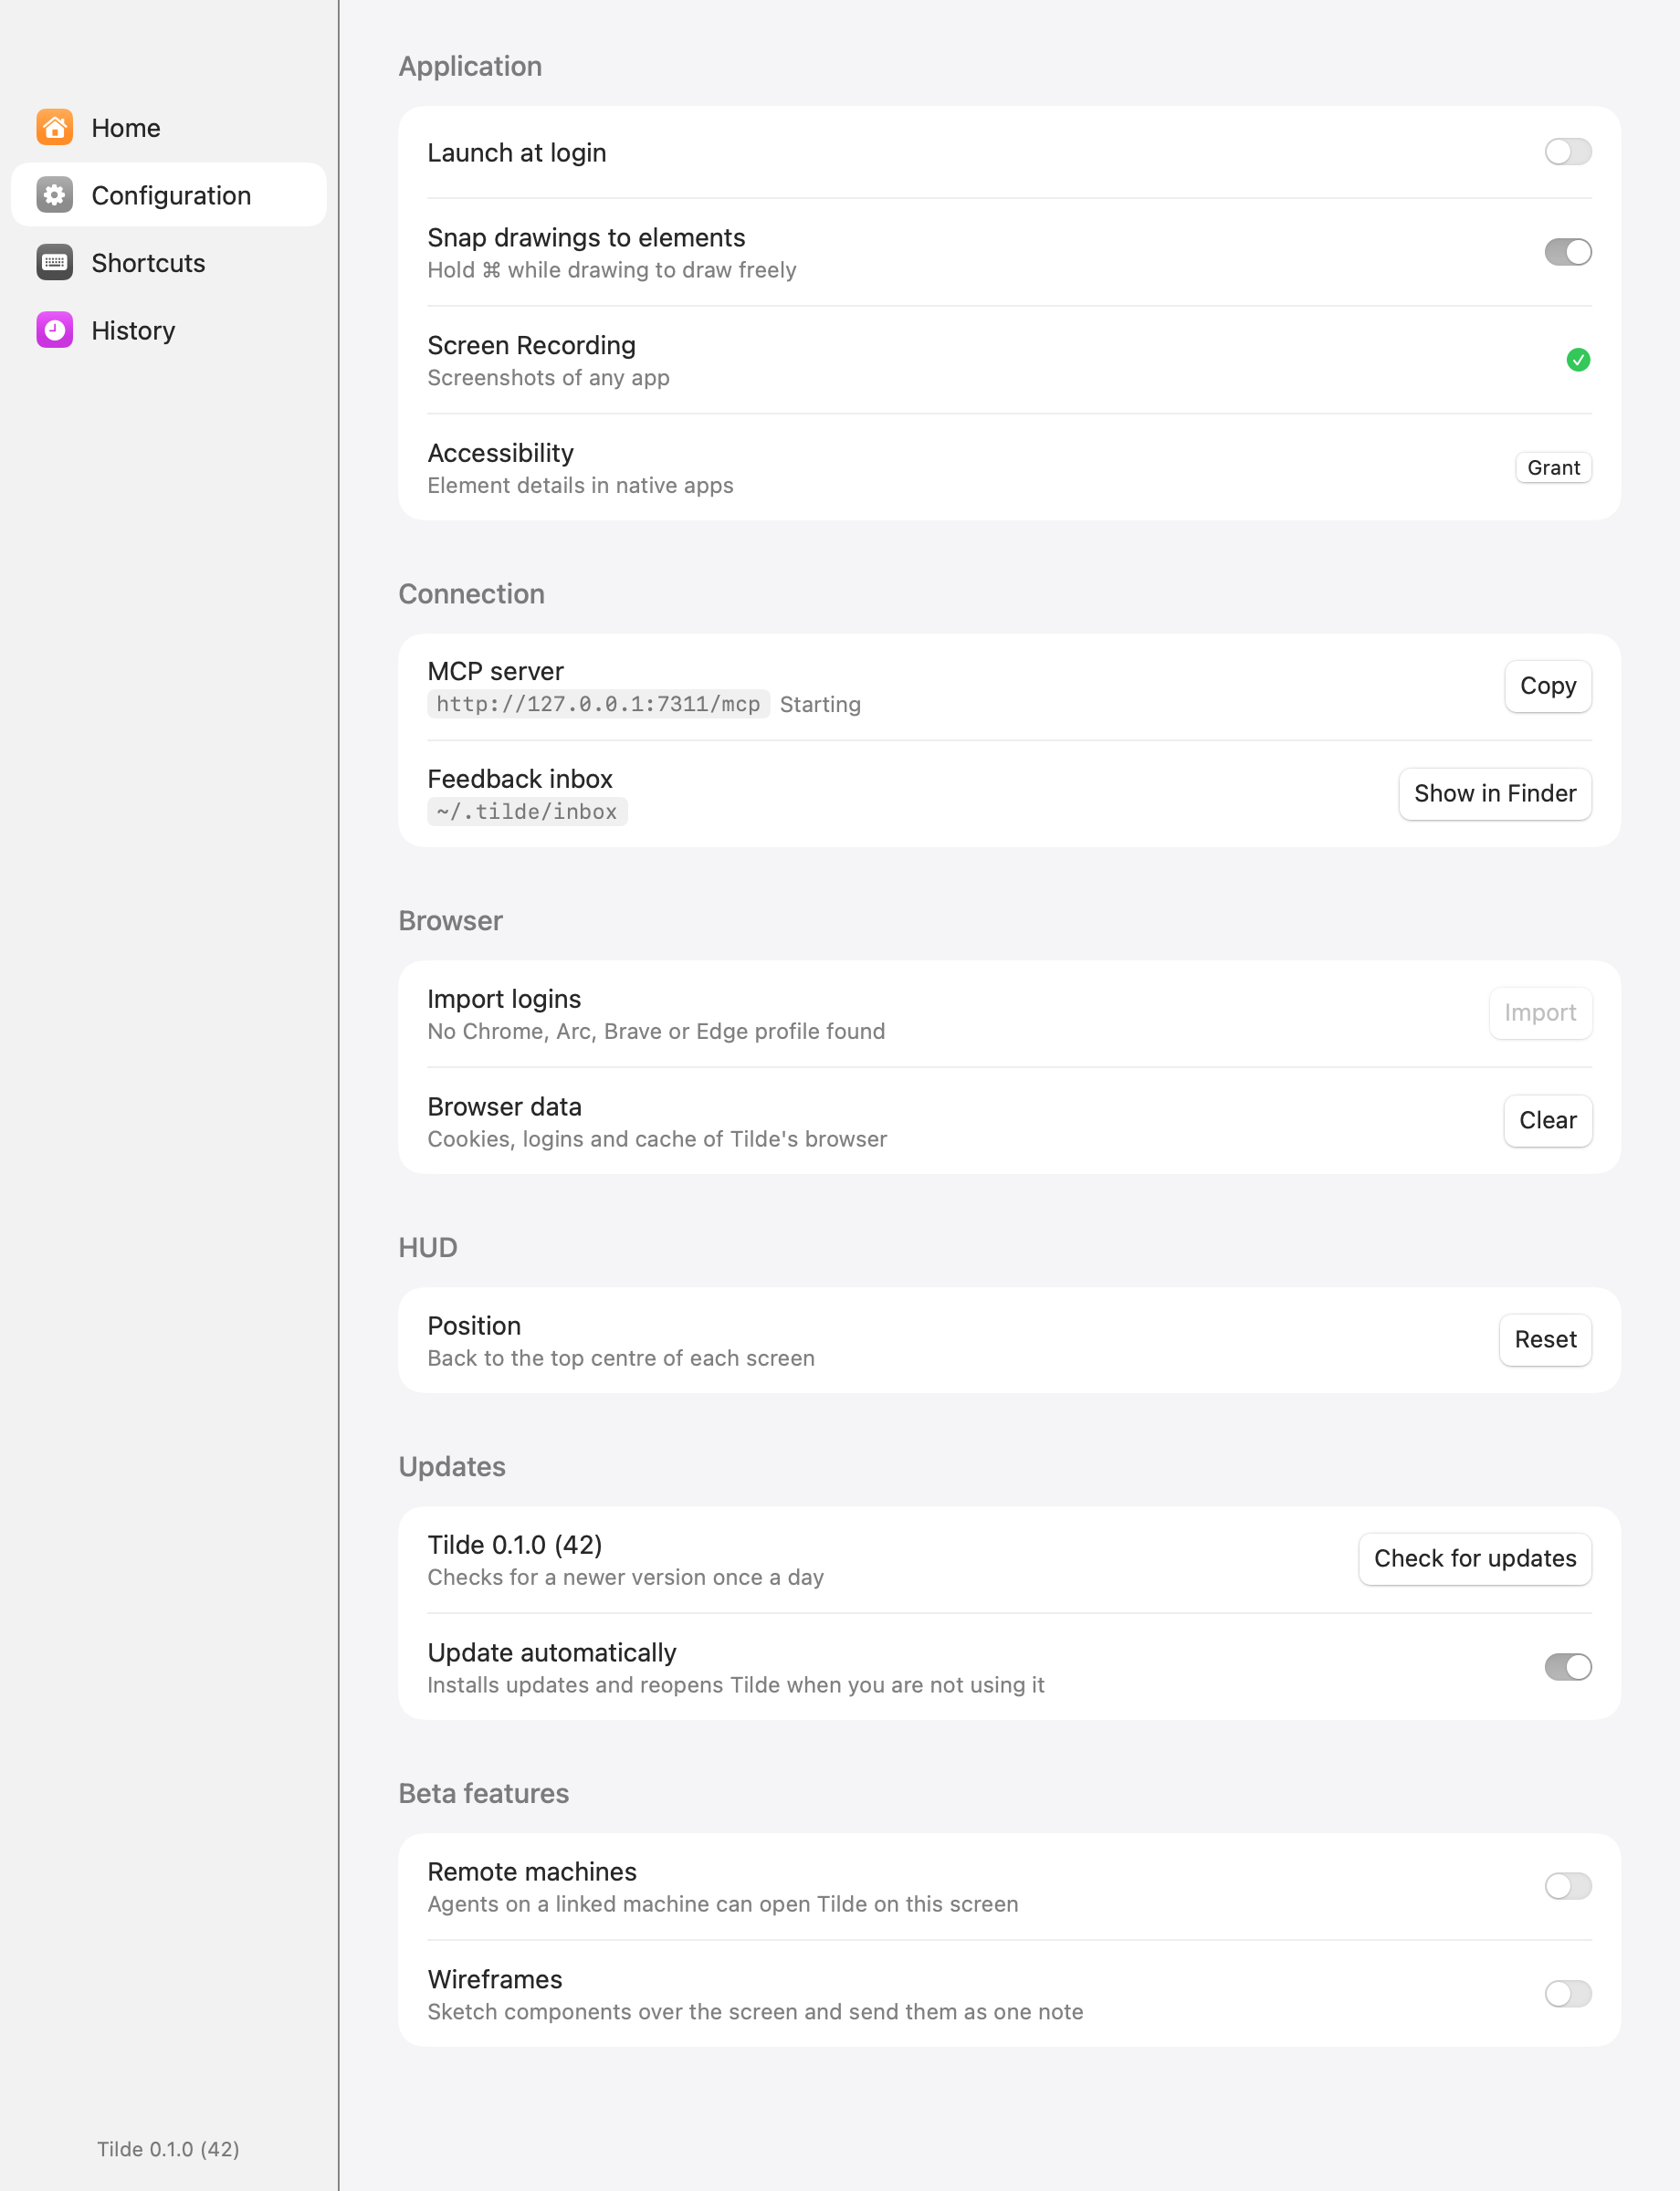 Home
Configuration
Shortcuts
History
Tilde 0.1.0 (42)
Application
Launch at login
Snap drawings to elements
Hold ⌘ while drawing to draw freely
Screen Recording
Screenshots of any app
Accessibility
Element details in native apps
Grant
Connection
MCP server
http://127.0.0.1:7311/mcp Starting
Copy
Feedback inbox
~/.tilde/inbox
Show in Finder
Browser
Import logins
No Chrome, Arc, Brave or Edge profile found
Import
Browser data
Cookies, logins and cache of Tilde's browser
Clear
HUD
Position
Back to the top centre of each screen
Reset
Updates
Tilde 0.1.0 (42)
Checks for a newer version once a day
Check for updates
Update automatically
Installs updates and reopens Tilde when you are not using it
Beta features
Remote machines
Agents on a linked machine can open Tilde on this screen
Wireframes
Sketch components over the screen and send them as one note